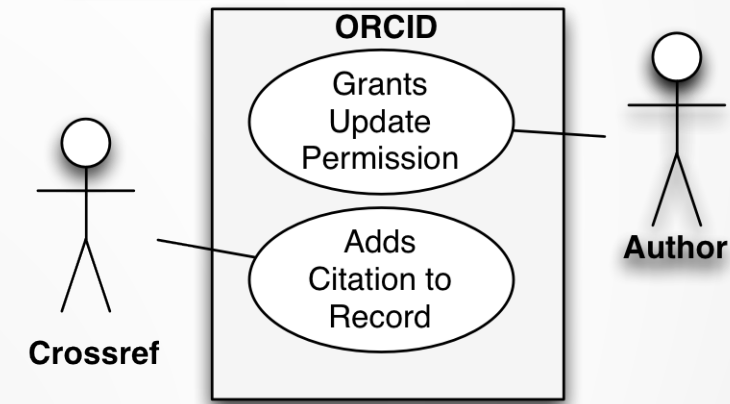 ORCID
Grants
Update
Permission
Author
Adds
Citation to
Record
Crossref